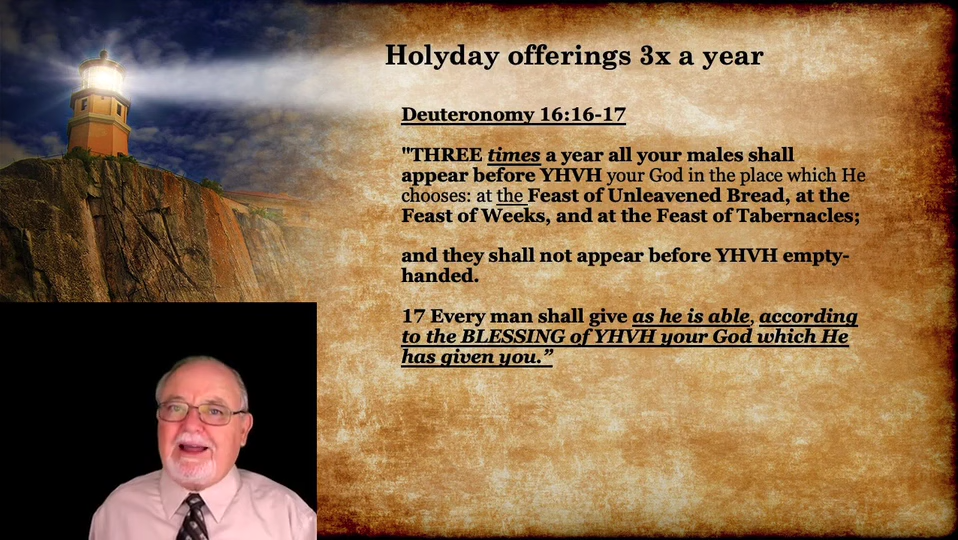 Holyday offerings 3x a year
Deuteronomy 16:16-17
"THREE times a year all your males shall
appear before YHVH your God in the place which He
chooses: at the Feast of Unleavened Bread, at the
Feast of Weeks, and at the Feast of Tabernacles;
and they shall not appear before YHVH empty-
handed.
17 Every man shall give as he is able, according
to the BLESSING of YHVH your God which He
has given you.”